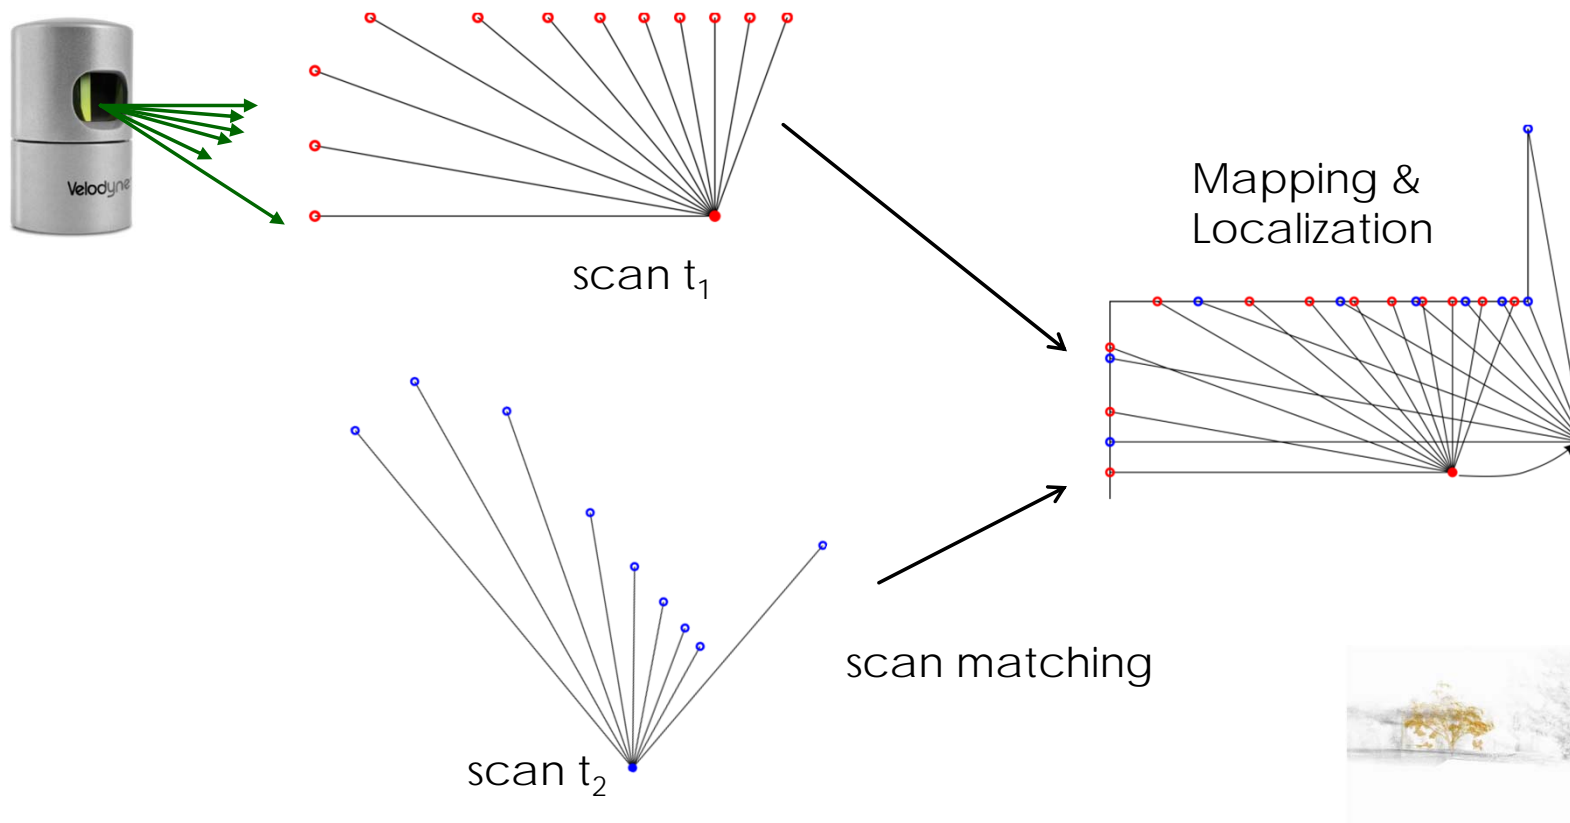 Velodyne
scan t₁
Mapping &
Localization
scan matching
scan t₂